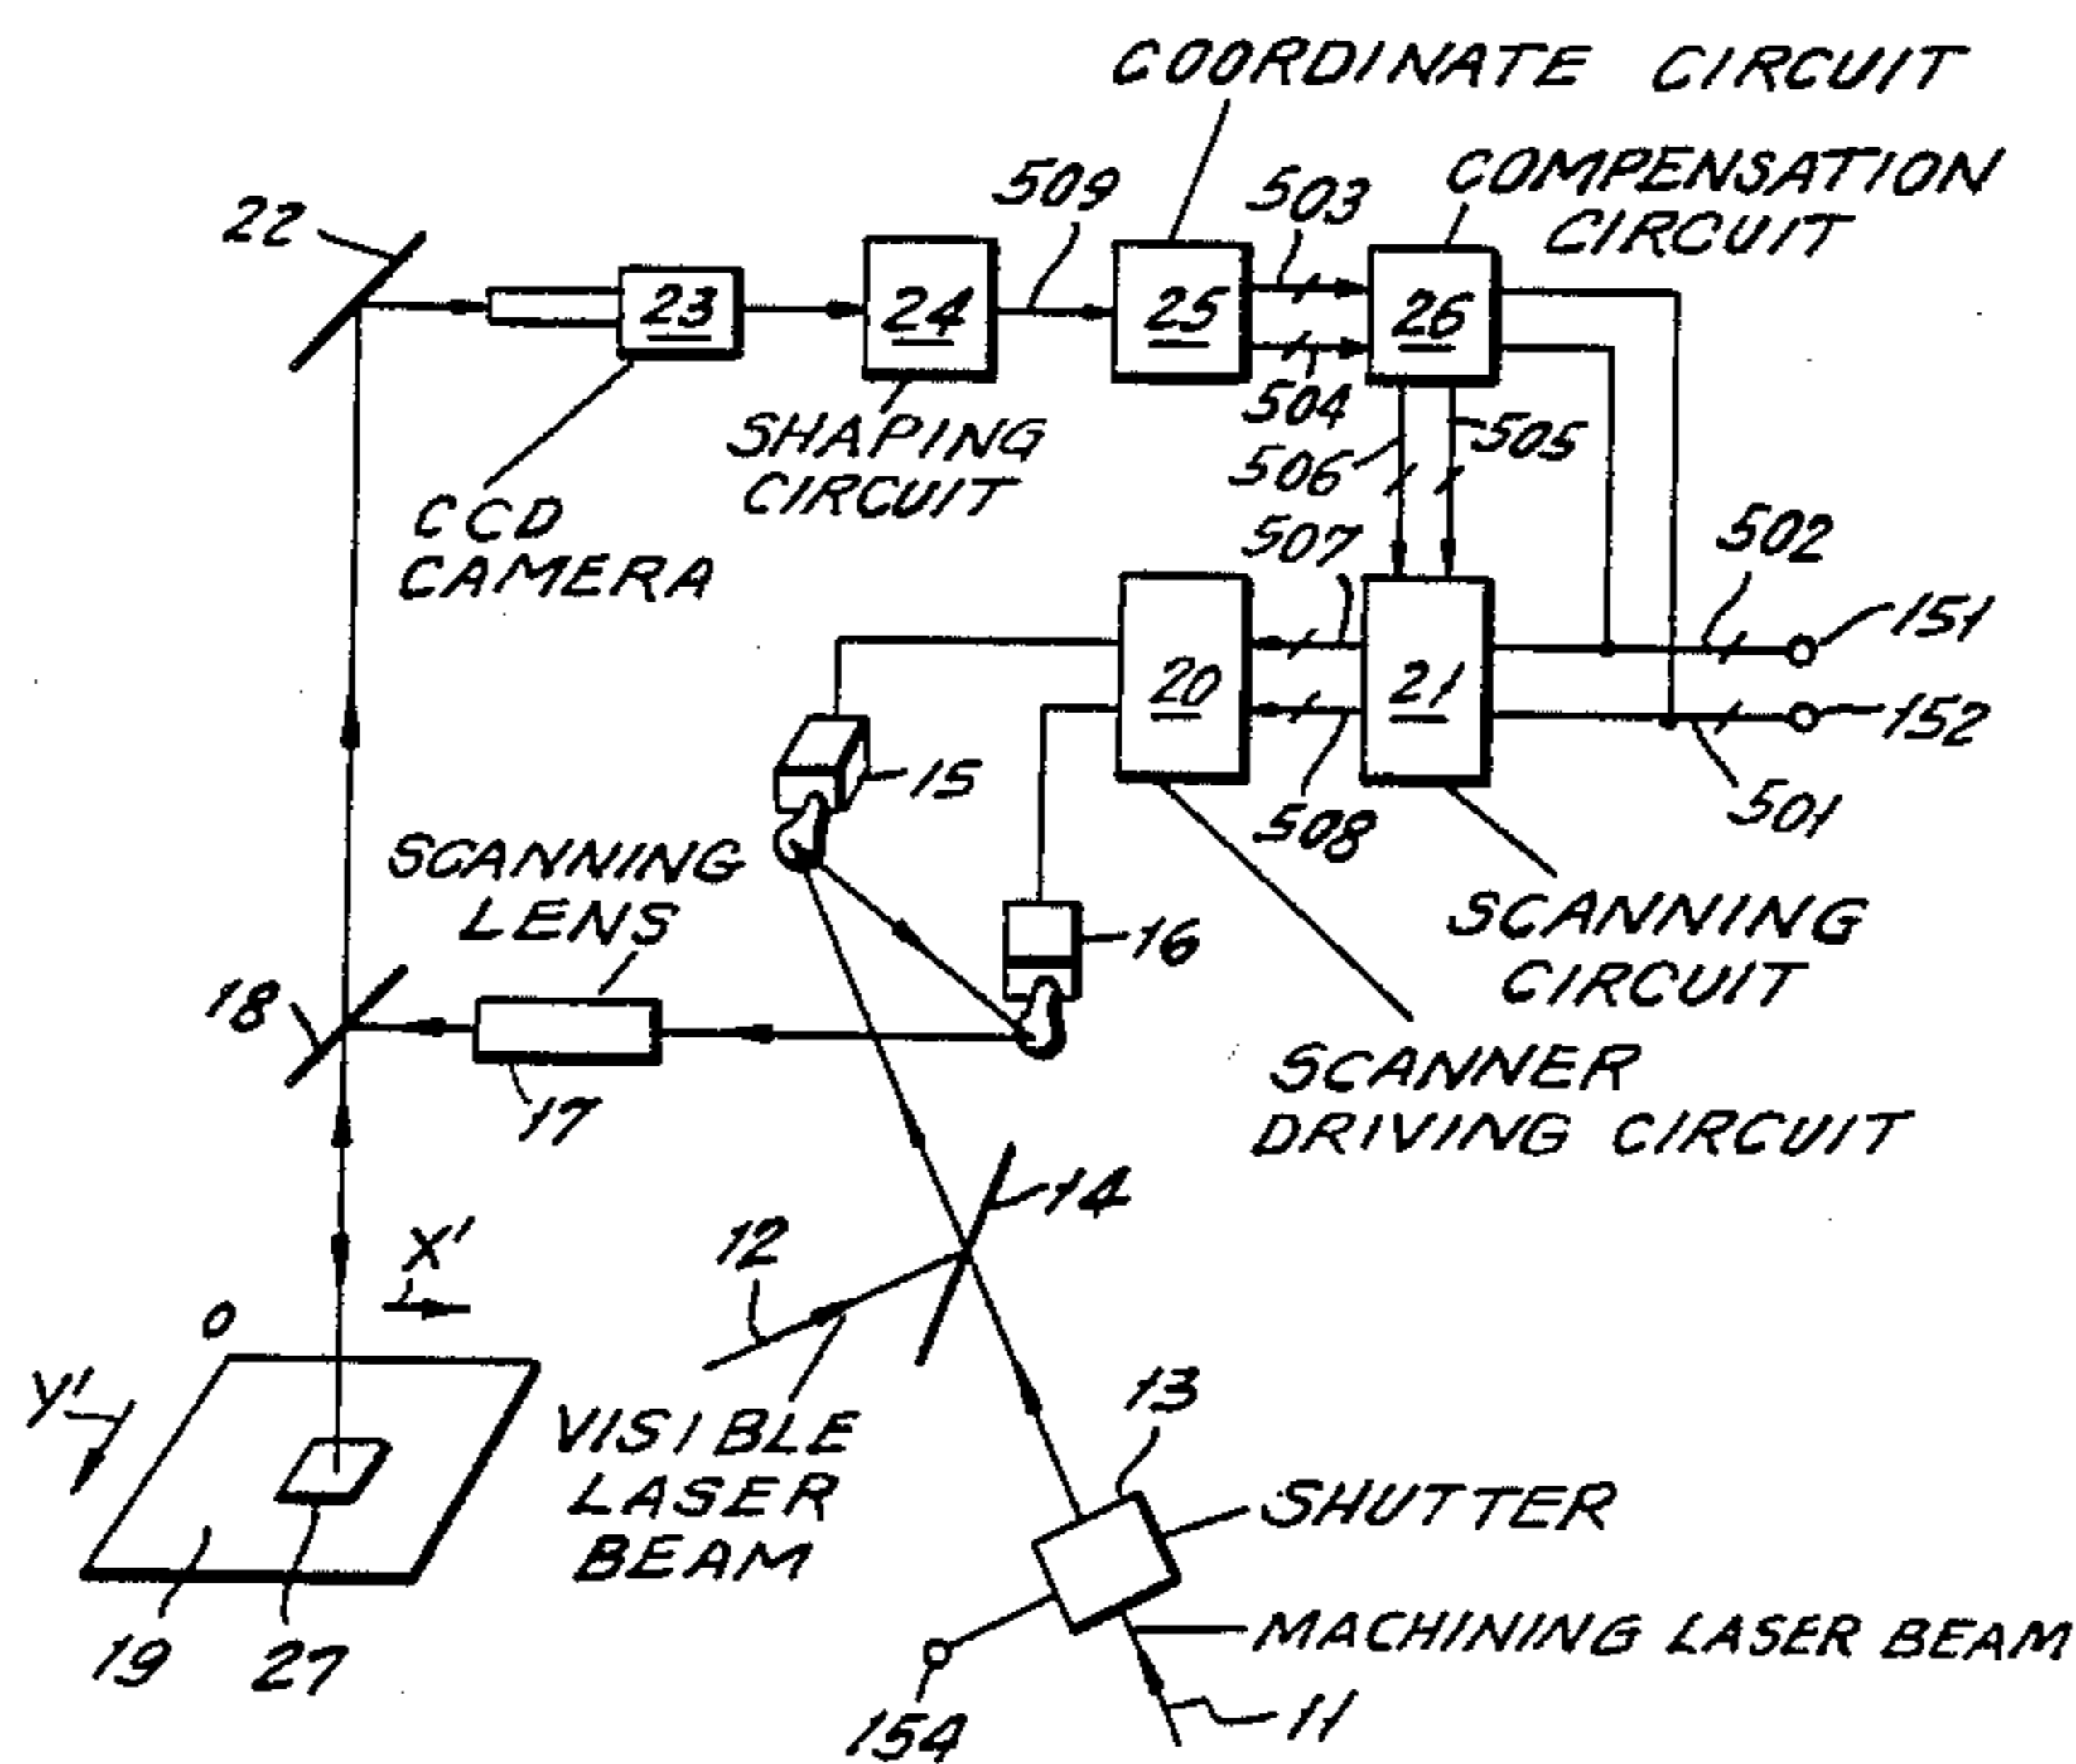 COORDINATE CIRCUIT
COMPENSATION
CIRCUIT
22
509
503
23
24
25
26
504
505
506
SHAPING
CIRCUIT
CCD
CAMERA
507
502
151
20
21
15
152
501
508
SCANNING
LENS
16
SCANNING
CIRCUIT
18
17
SCANNER
DRIVING CIRCUIT
14
12
X'
O
Y'
13
VISIBLE
LASER
BEAM
SHUTTER
MACHINING LASER BEAM
19
27
154
11